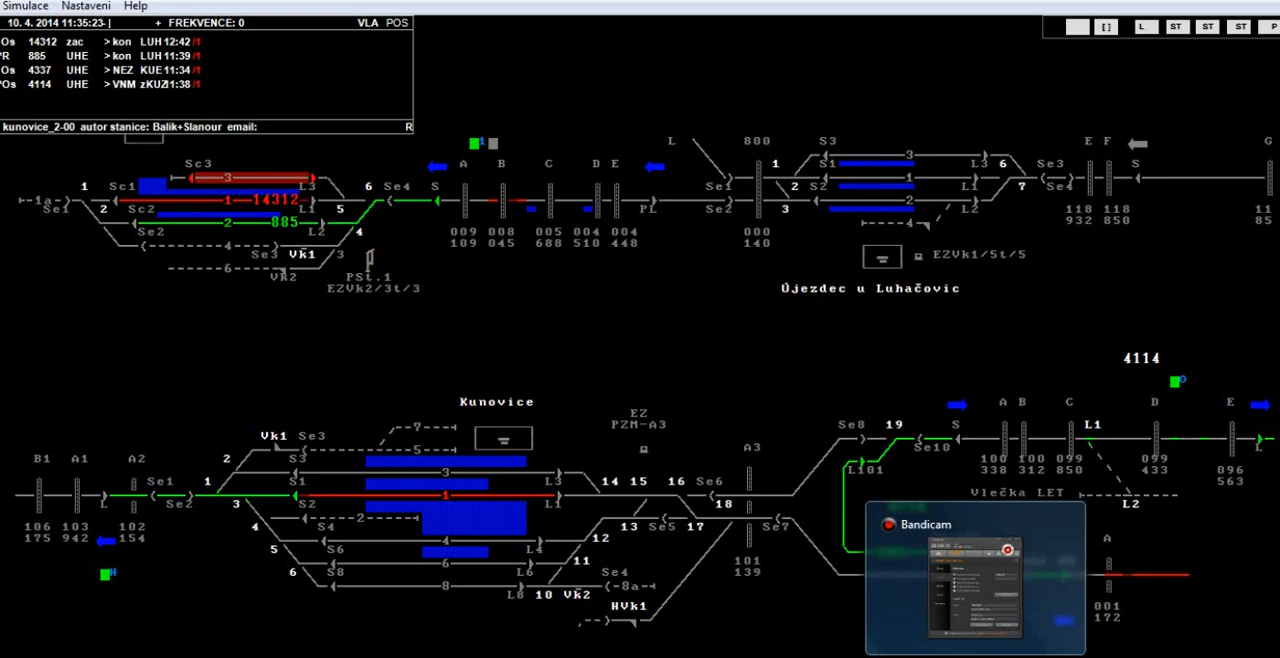 Simulace Nastaveni Help
10. 4. 2014 11:35:23-| + FREKVENCE: 0 VLA POS
[ ] L ST ST ST P
Os 14312 zac >kon LUH 12:42/1
*R 885 UHE >kon LUH 11:39/1
Os 4337 UHE >NEZ KUE 11:34/1
*Os 4114 UHE >VNM zKUZ11:38/1
kunovice_2-00 autor stanice: Balik+Slanour email: R
1 A B C D E L 800 S3 3 E F S G
Sc3 3 L3 6 Se4 S 1 L3 6 Se3
1 Sc1 Se1 S2 S1 1 L1 Se4
1a Se1 2 1 14312 L1 5 PL Se2 2 7
Sc2 3 2 L2
Se2 2 885 L2 4 009 008 005 004 004 000 4 118 118 11
Se3 Vk1 3 109 045 688 510 448 140 932 850 85
6 Vk2 PSt.1 EZVk1/5t/5
EZVk2/3t/3
Újezdec u Luhačovic
4114
Kunovice O
EZ A B C D E
PZM-A3
7 Se8 19 S L1
Vk1 Se3 5 Se10 L
B1 A1 A2 2 S3 3 L3 A3 L101 100 100 099 099 096
1 S1 14 15 16 Se6 338 312 850 433 563
Se1 1 Vlečka LET
L Se2 3 S2 L1 18 L2
106 103 102 4 S4 2 13 Se5 17 Se7
175 942 154 5 S6 4 L4 12 Bandicam A
H 6 S8 6 L6 11 101
8 L8 10 Vk2 Se4 8a 139 001
HVk1 172